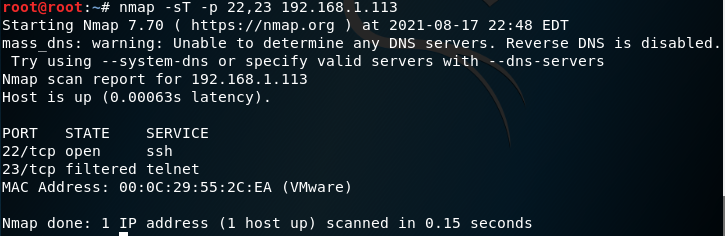 root@root:~# nmap -sT -p 22,23 192.168.1.113
Starting Nmap 7.70 ( https://nmap.org ) at 2021-08-17 22:48 EDT
mass_dns: warning: Unable to determine any DNS servers. Reverse DNS is disabled.
 Try using --system-dns or specify valid servers with --dns-servers
Nmap scan report for 192.168.1.113
Host is up (0.00063s latency).

PORT   STATE    SERVICE
22/tcp open     ssh
23/tcp filtered telnet
MAC Address: 00:0C:29:55:2C:EA (VMware)

Nmap done: 1 IP address (1 host up) scanned in 0.15 seconds